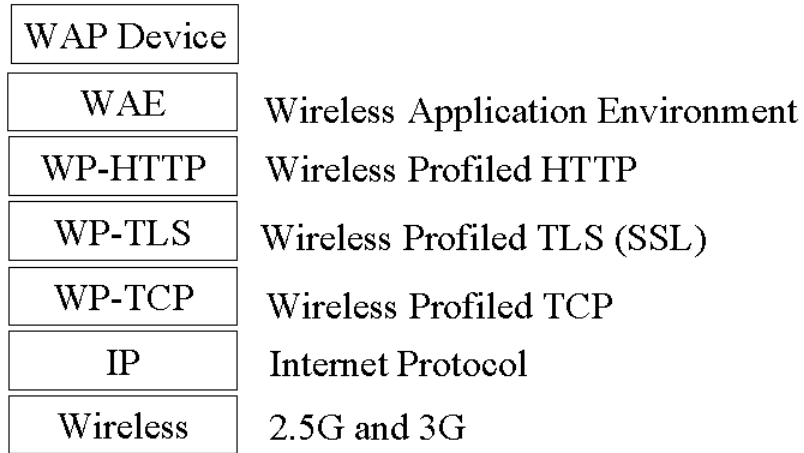 WAP Device
WAE Wireless Application Environment
WP-HTTP Wireless Profiled HTTP
WP-TLS Wireless Profiled TLS (SSL)
WP-TCP Wireless Profiled TCP
IP Internet Protocol
Wireless 2.5G and 3G